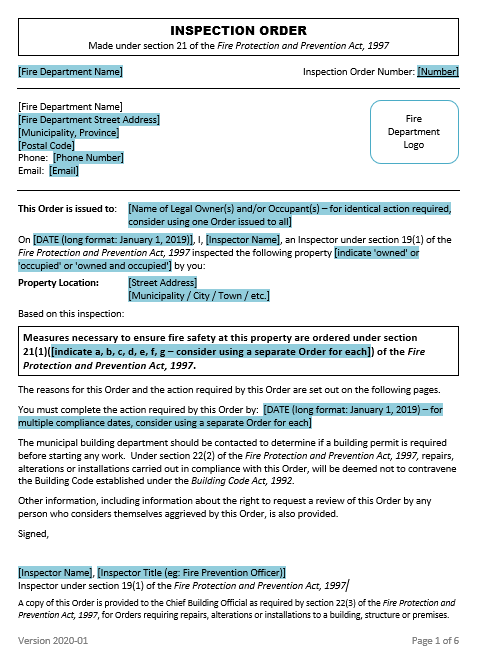 INSPECTION ORDER
Made under section 21 of the Fire Protection and Prevention Act, 1997
[Fire Department Name] Inspection Order Number: [Number]
[Fire Department Name]
[Fire Department Street Address]
[Municipality, Province]
[Postal Code]
Phone: [Phone Number]
Email: [Email]
Fire
Department
Logo
This Order is issued to: [Name of Legal Owner(s) and/or Occupant(s) – for identical action required,
consider using one Order issued to all]
On [DATE (long format: January 1, 2019)], I, [Inspector Name], an Inspector under section 19(1) of the
Fire Protection and Prevention Act, 1997 inspected the following property [indicate 'owned' or
'occupied' or 'owned and occupied'] by you:
Property Location: [Street Address]
[Municipality / City / Town / etc.]
Based on this inspection:
Measures necessary to ensure fire safety at this property are ordered under section
21(1)([indicate a, b, c, d, e, f, g – consider using a separate Order for each]) of the Fire
Protection and Prevention Act, 1997.
The reasons for this Order and the action required by this Order are set out on the following pages.
You must complete the action required by this Order by: [DATE (long format: January 1, 2019) – for
multiple compliance dates, consider using a separate Order for each]
The municipal building department should be contacted to determine if a building permit is required
before starting any work. Under section 22(2) of the Fire Protection and Prevention Act, 1997, repairs,
alterations or installations carried out in compliance with this Order, will be deemed not to contravene
the Building Code established under the Building Code Act, 1992.
Other information, including information about the right to request a review of this Order by any
person who considers themselves aggrieved by this Order, is also provided.
Signed,
[Inspector Name], [Inspector Title (eg: Fire Prevention Officer)]
Inspector under section 19(1) of the Fire Protection and Prevention Act, 1997
A copy of this Order is provided to the Chief Building Official as required by section 22(3) of the Fire Protection and
Prevention Act, 1997, for Orders requiring repairs, alterations or installations to a building, structure or premises.
Version 2020-01 Page 1 of 6